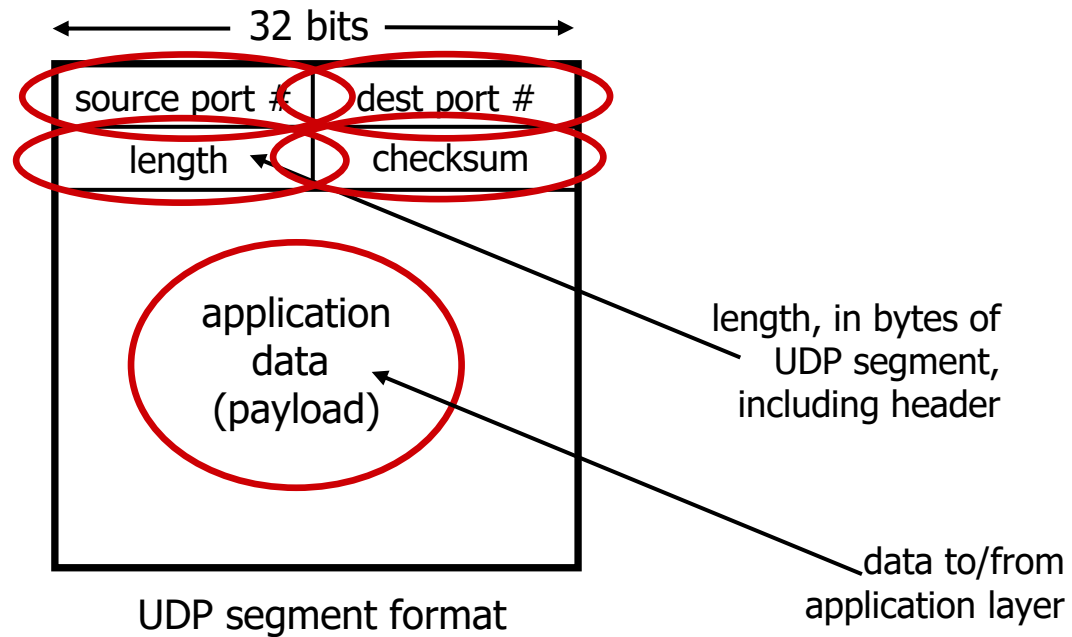 32 bits
source port #
dest port #
length
checksum
application
data
(payload)
length, in bytes of
UDP segment,
including header
data to/from
application layer
UDP segment format